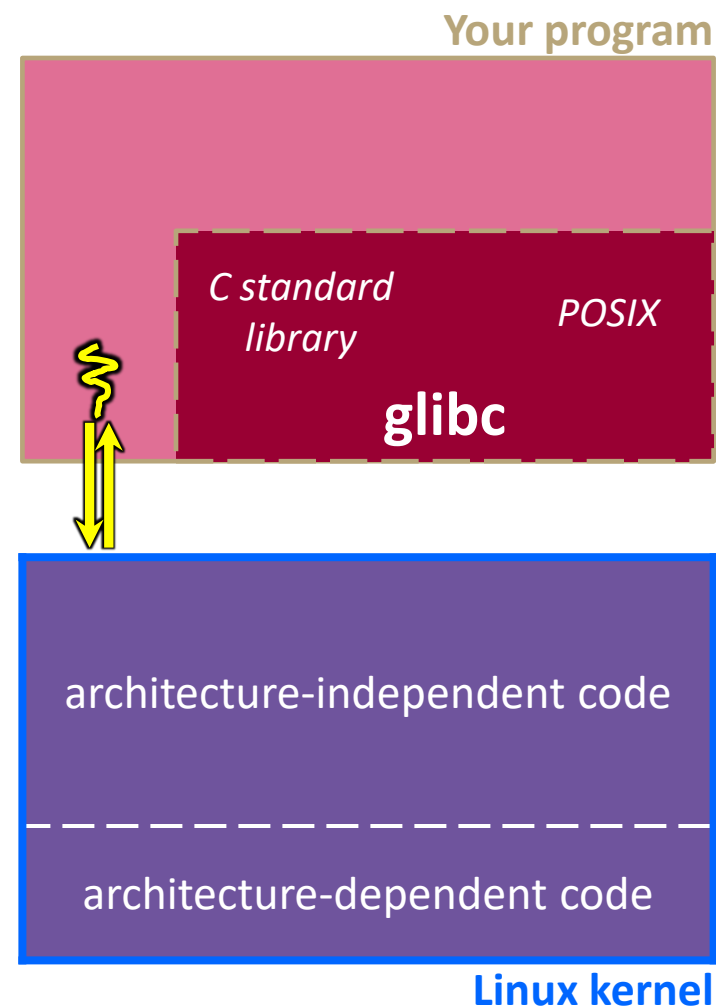 Your program
C standard
library
POSIX
glibc
architecture-independent code
architecture-dependent code
Linux kernel